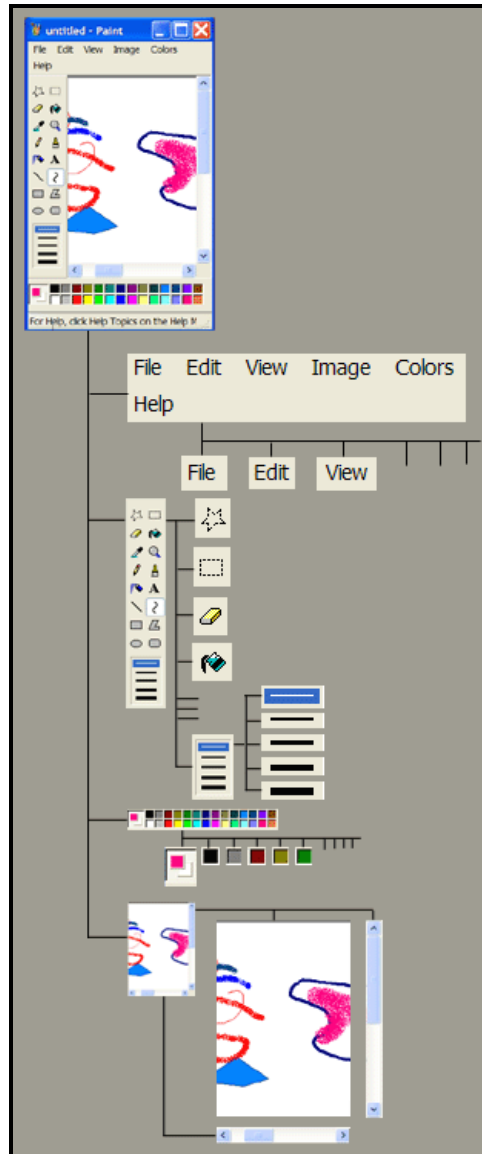 untitled - Paint
File Edit View Image Colors
Help
A
For Help, click Help Topics on the Help M
File Edit View Image Colors
Help
File Edit View
A